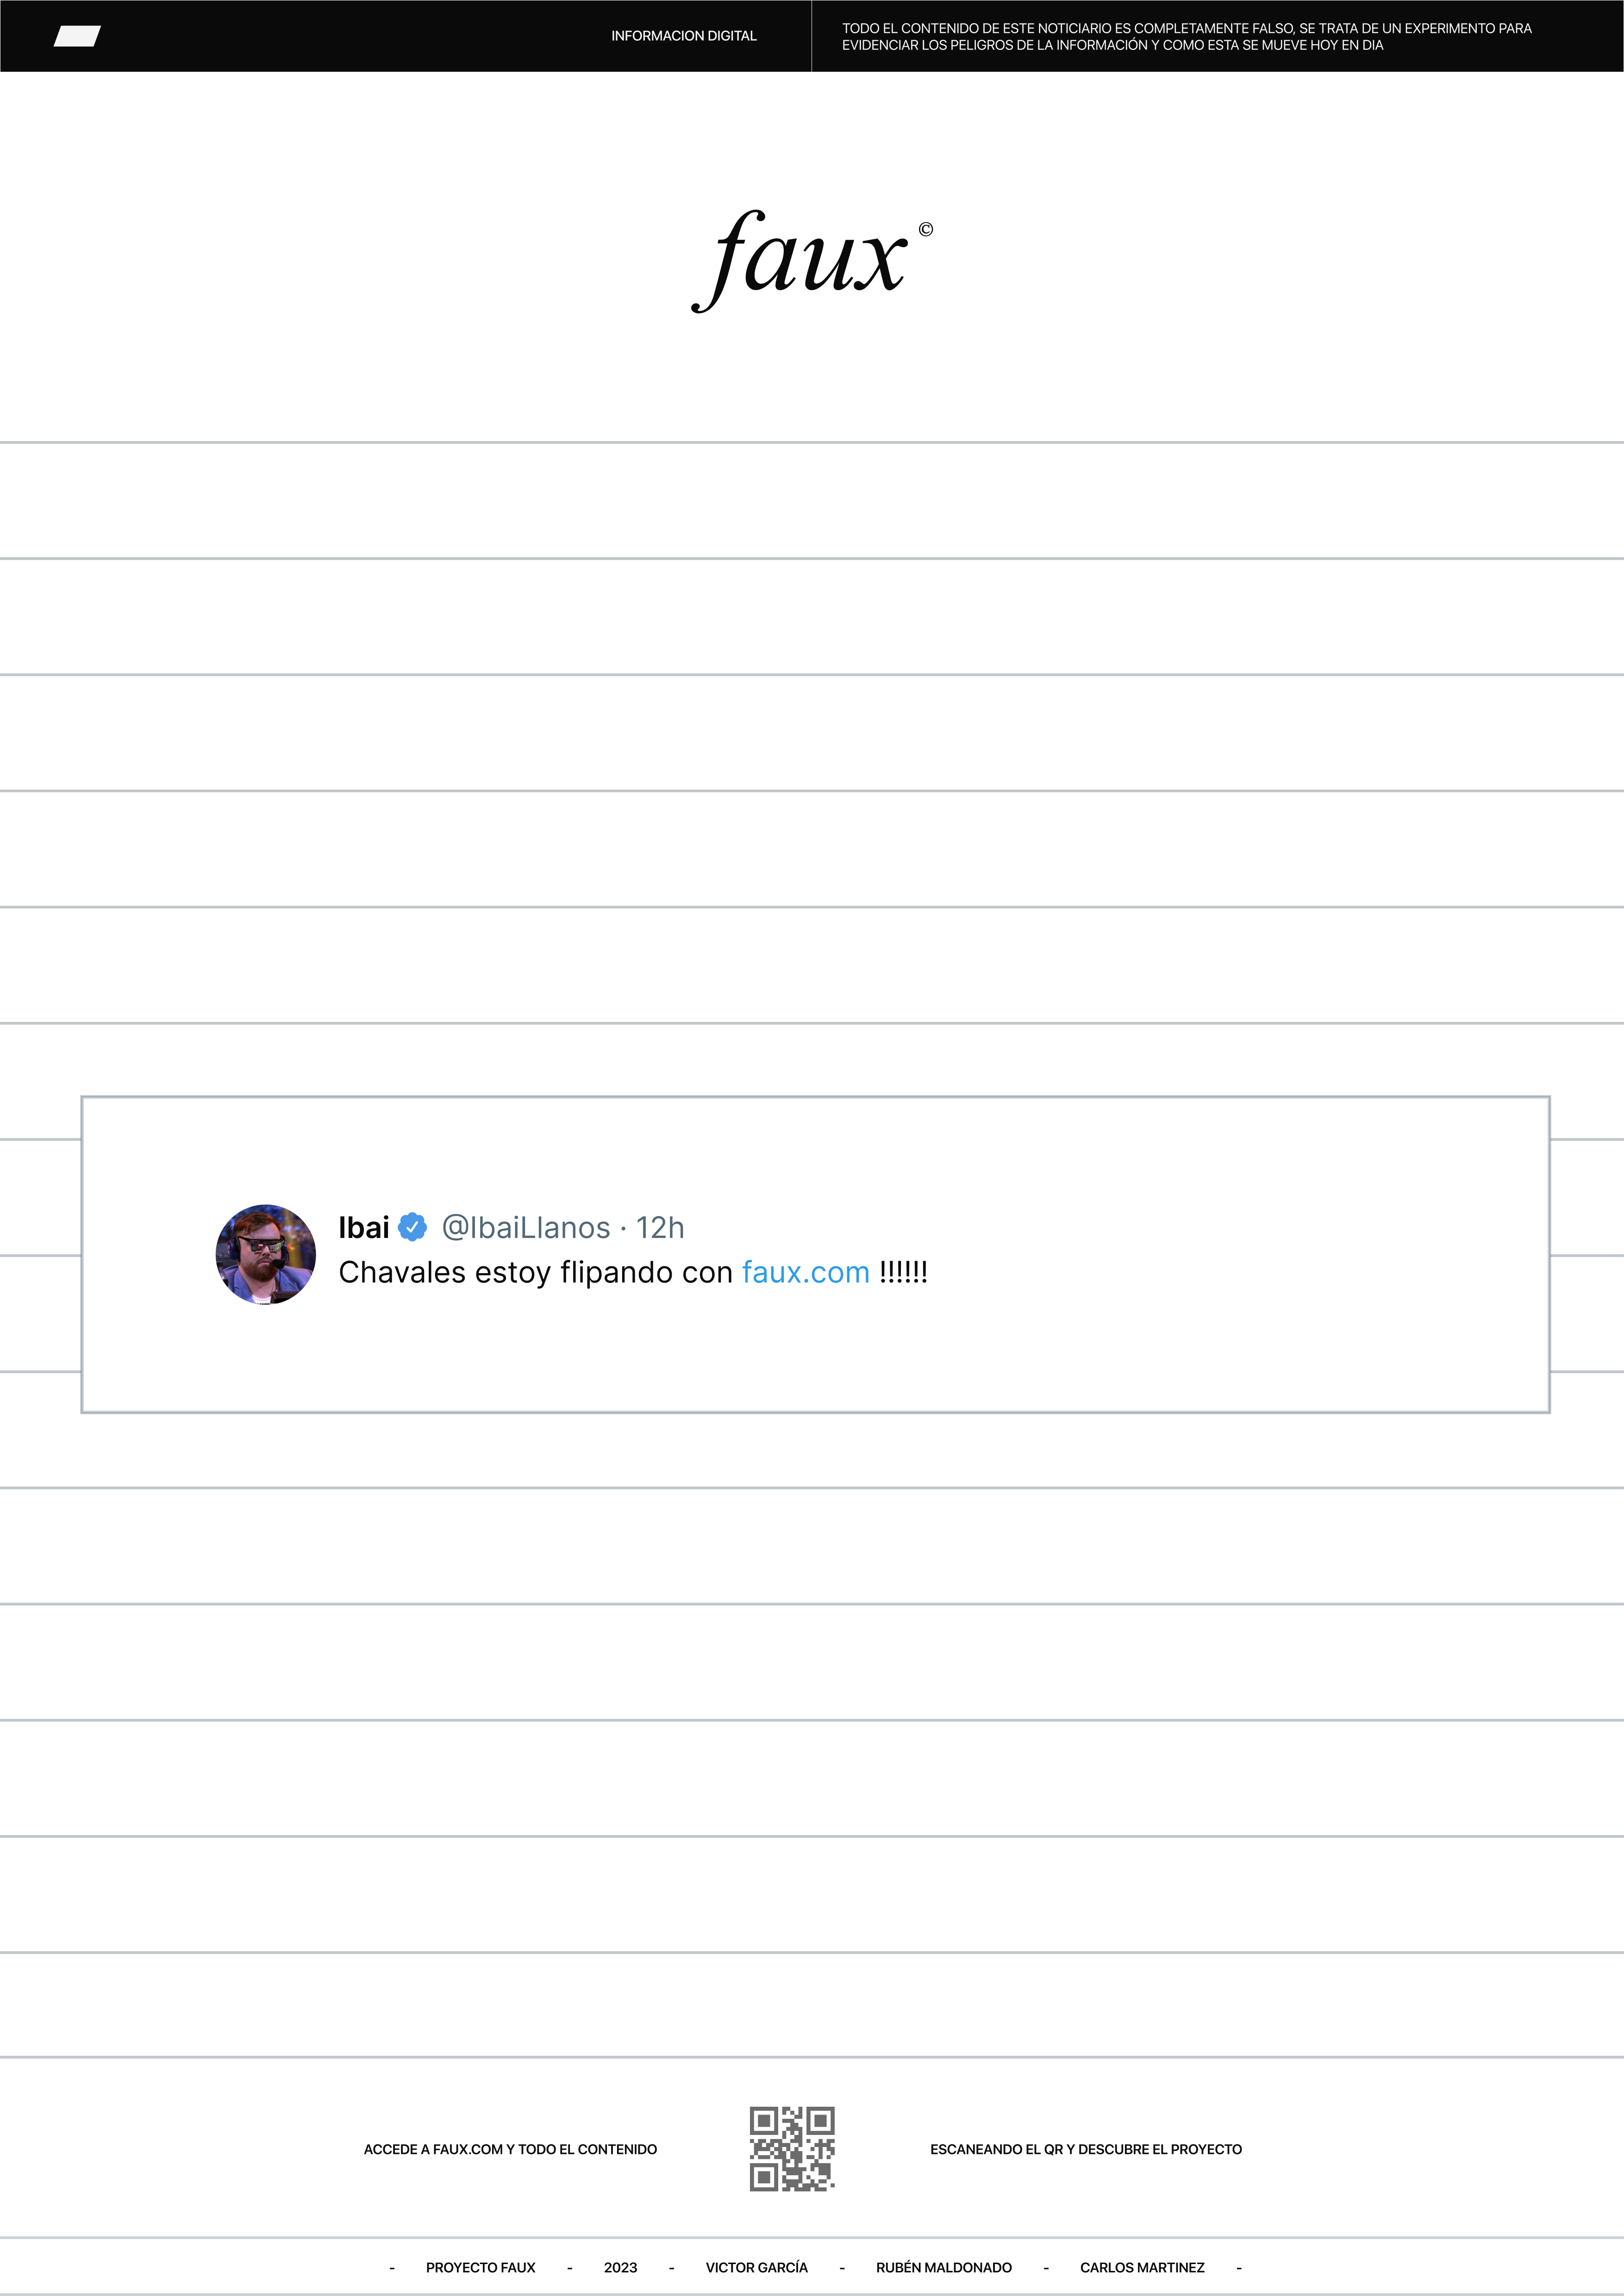 INFORMACION DIGITAL
TODO EL CONTENIDO DE ESTE NOTICIARIO ES COMPLETAMENTE FALSO, SE TRATA DE UN EXPERIMENTO PARA
EVIDENCIAR LOS PELIGROS DE LA INFORMACIÓN Y COMO ESTA SE MUEVE HOY EN DIA
faux ©
Ibai @IbaiLlanos · 12h
Chavales estoy flipando con faux.com !!!!!!
ACCEDE A FAUX.COM Y TODO EL CONTENIDO
ESCANEANDO EL QR Y DESCUBRE EL PROYECTO
- PROYECTO FAUX - 2023 - VICTOR GARCÍA - RUBÉN MALDONADO - CARLOS MARTINEZ -